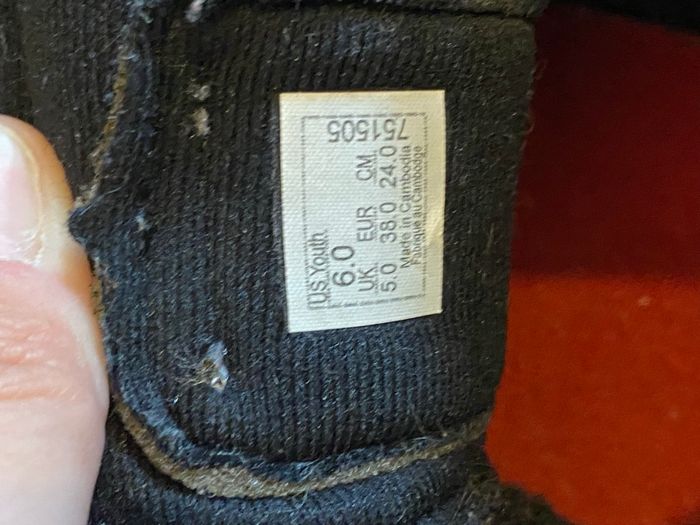 US Youth
6.0
UK EUR CM
5.0 38.0 24.0
Made in Cambodia
Fabriqué au Cambodge
751505